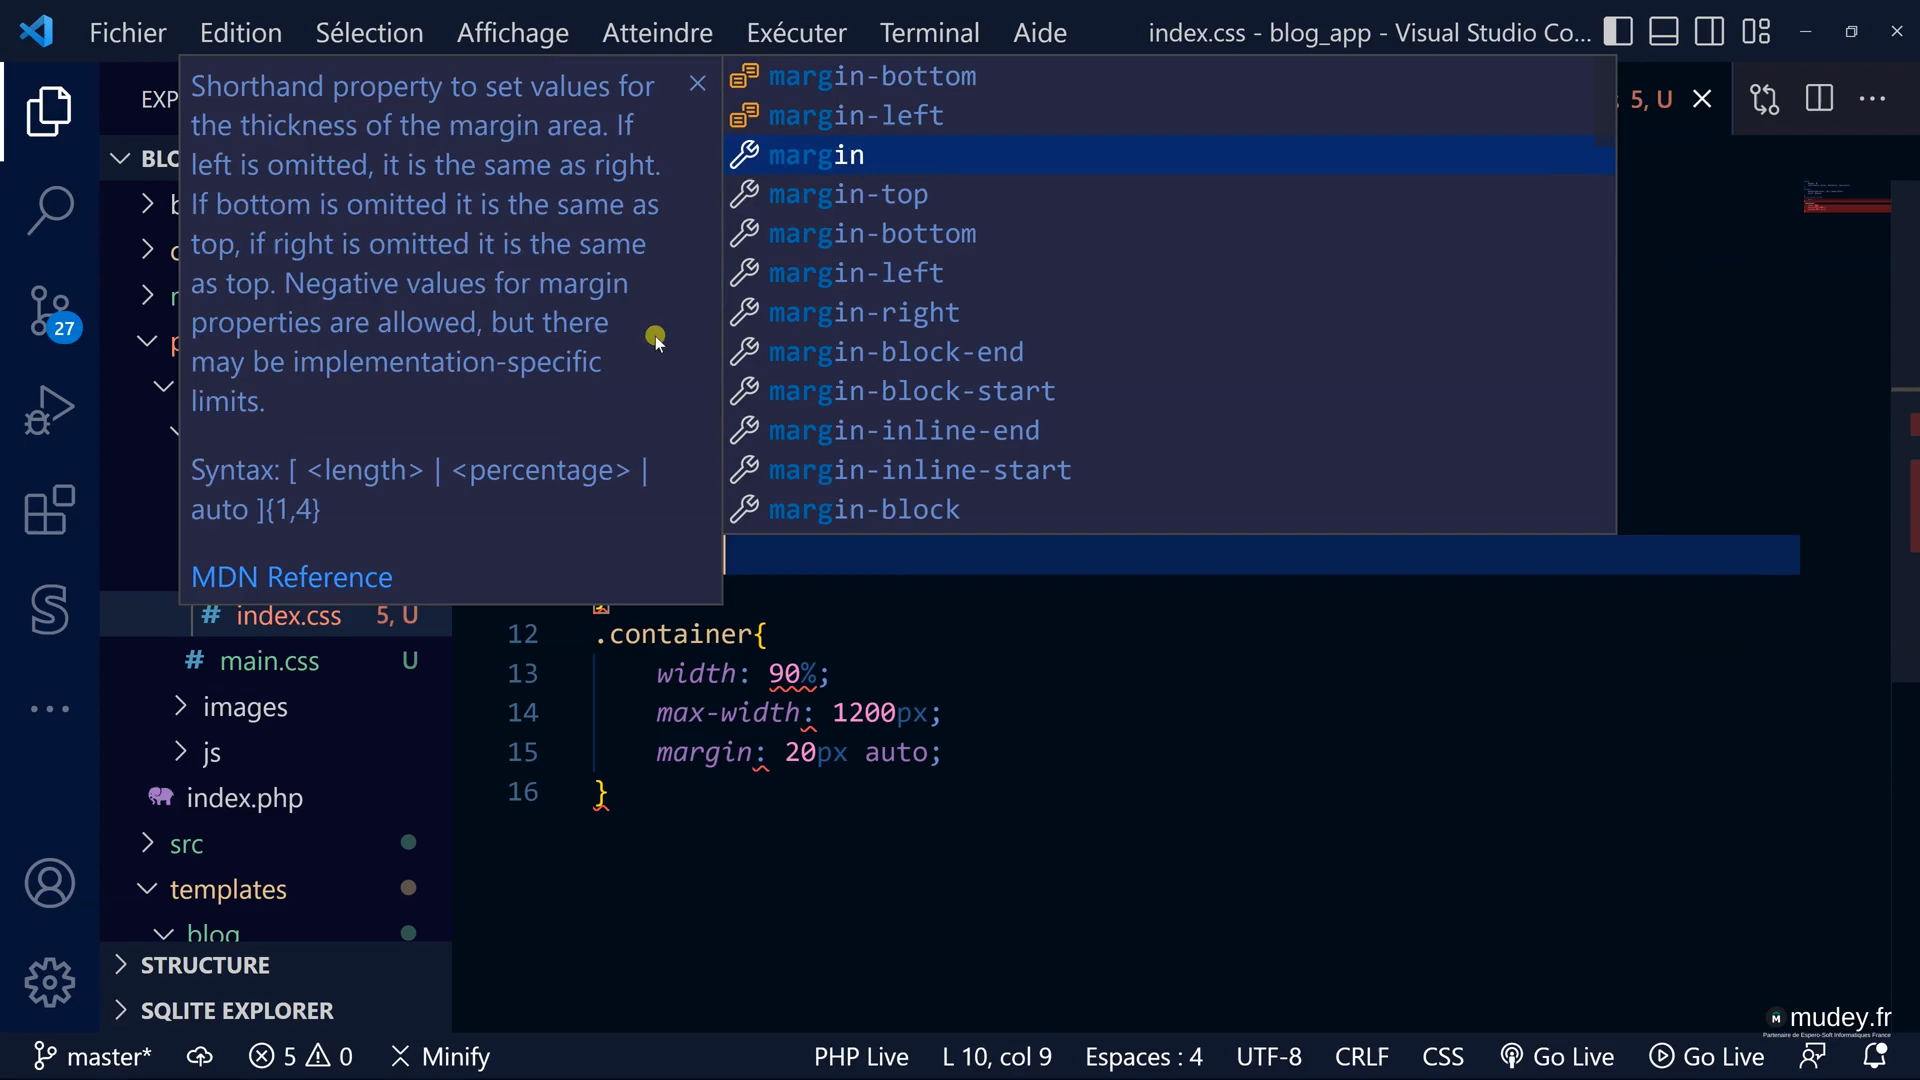 Fichier Edition Sélection Affichage Atteindre Exécuter Terminal Aide index.css - blog_app - Visual Studio Co...
EXP
5, U
Shorthand property to set values for
the thickness of the margin area. If
left is omitted, it is the same as right.
If bottom is omitted it is the same as
top, if right is omitted it is the same
as top. Negative values for margin
properties are allowed, but there
may be implementation-specific
limits.
Syntax: [ <length> | <percentage> |
auto ]{1,4}
MDN Reference
margin-bottom
margin-left
margin
margin-top
margin-bottom
margin-left
margin-right
margin-block-end
margin-block-start
margin-inline-end
margin-inline-start
margin-block
BLO
27
# index.css 5, U
# main.css U
images
js
index.php
src
templates
blog
STRUCTURE
SQLITE EXPLORER
12 .container{
13 width: 90%;
14 max-width: 1200px;
15 margin: 20px auto;
16 }
mudey.fr
Partenaire de Espero-Soft Informatiques France
master* 5 0 Minify PHP Live L 10, col 9 Espaces : 4 UTF-8 CRLF CSS Go Live Go Live